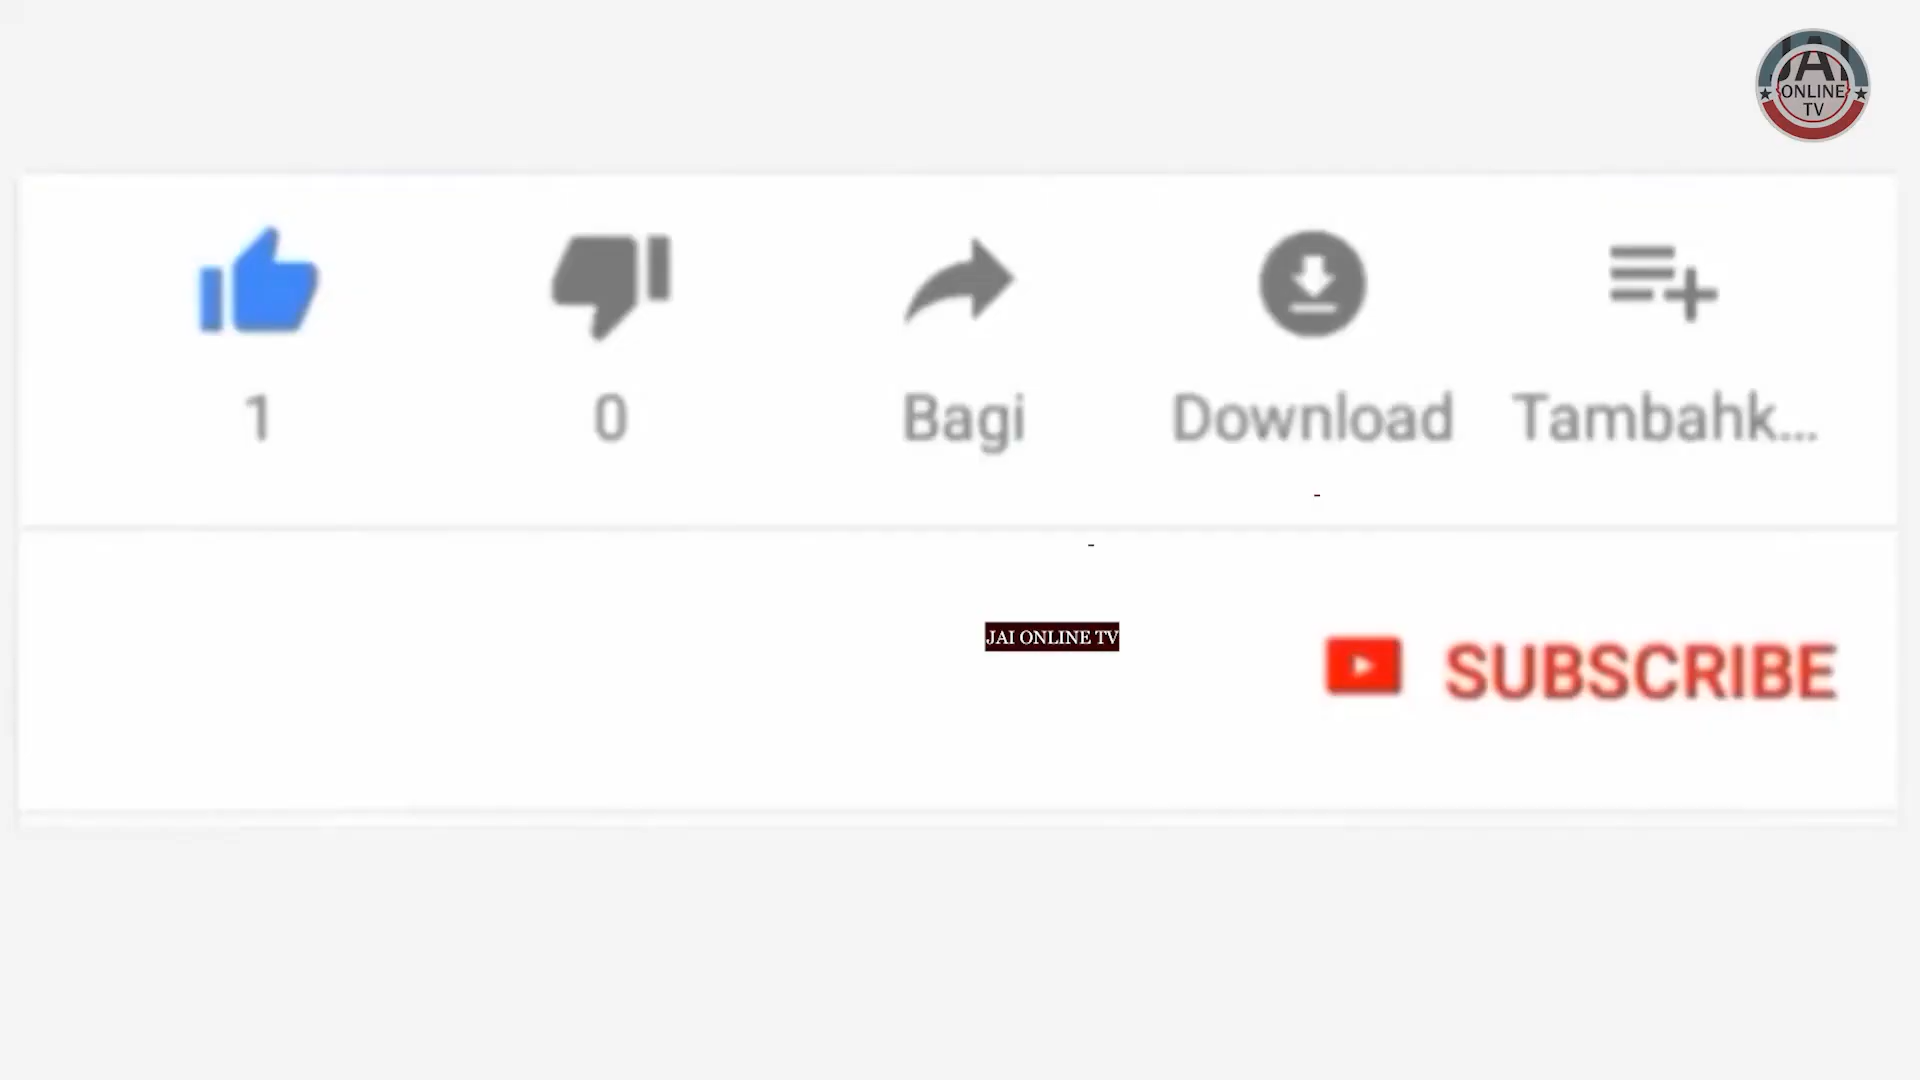 JAI
ONLINE
TV
1
0
Bagi
Download
Tambahk...
-
-
JAI ONLINE TV
SUBSCRIBE